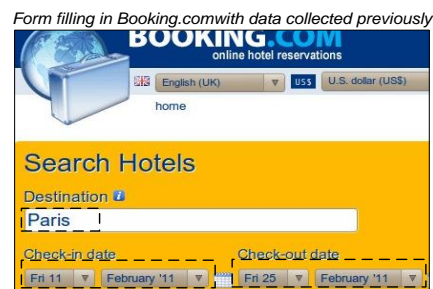 Form filling in Booking.comwith data collected previously
BOOKING.COM
online hotel reservations
English (UK) US$ U.S. dollar (US$)
home
Search Hotels
Destination i
Paris
Check-in date Check-out date
Fri 11 February '11 Fri 25 February '11